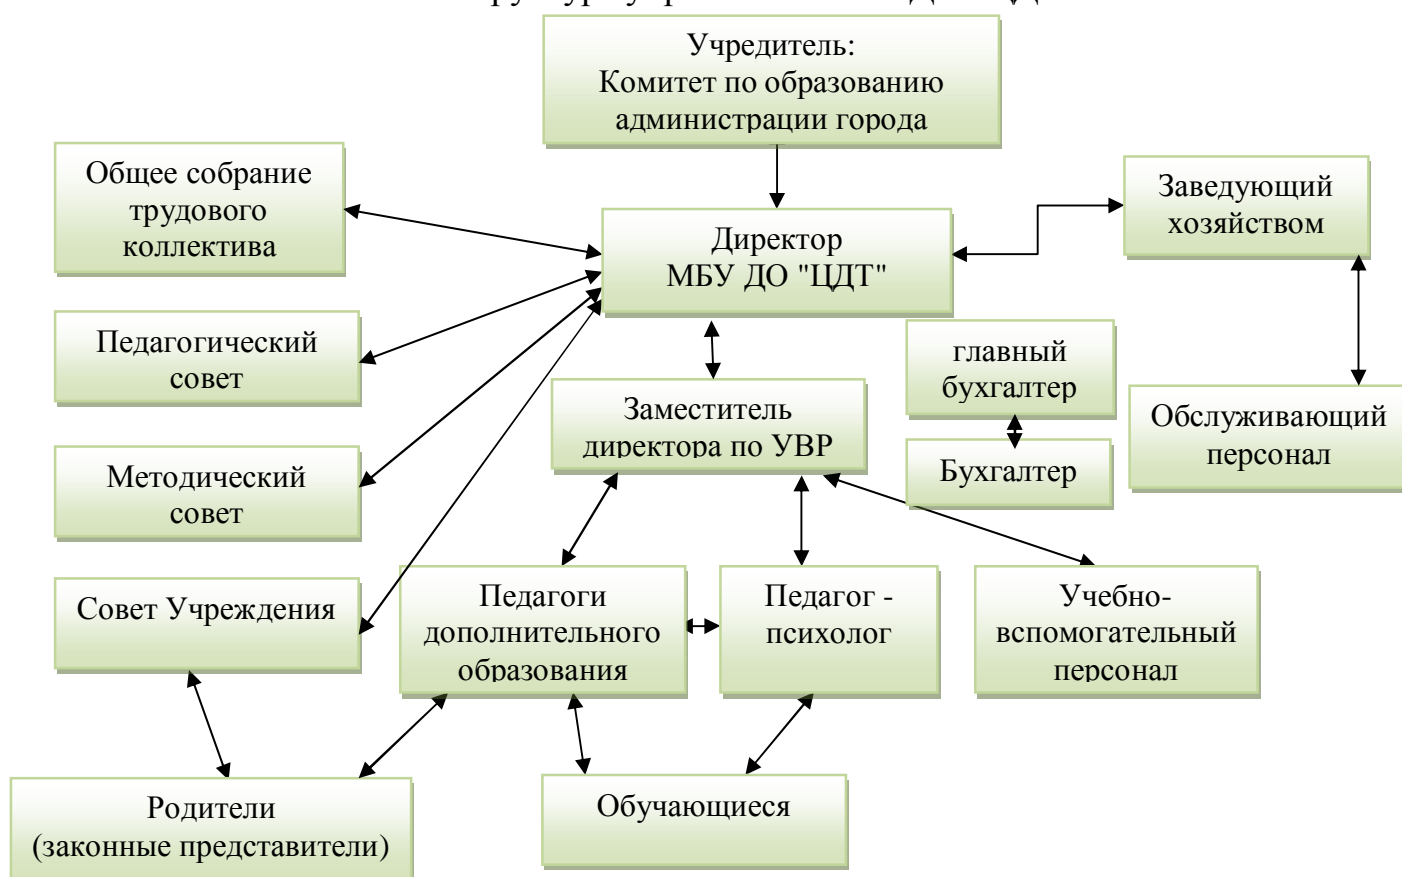 Учредитель:
Комитет по образованию
администрации города
Общее собрание
трудового
коллектива
Заведующий
хозяйством
Директор
МБУ ДО "ЦДТ"
Педагогический
совет
главный
бухгалтер
Заместитель
директора по УВР
Обслуживающий
персонал
Бухгалтер
Методический
совет
Совет Учреждения
Педагоги
дополнительного
образования
Педагог -
психолог
Учебно-
вспомогательный
персонал
Родители
(законные представители)
Обучающиеся